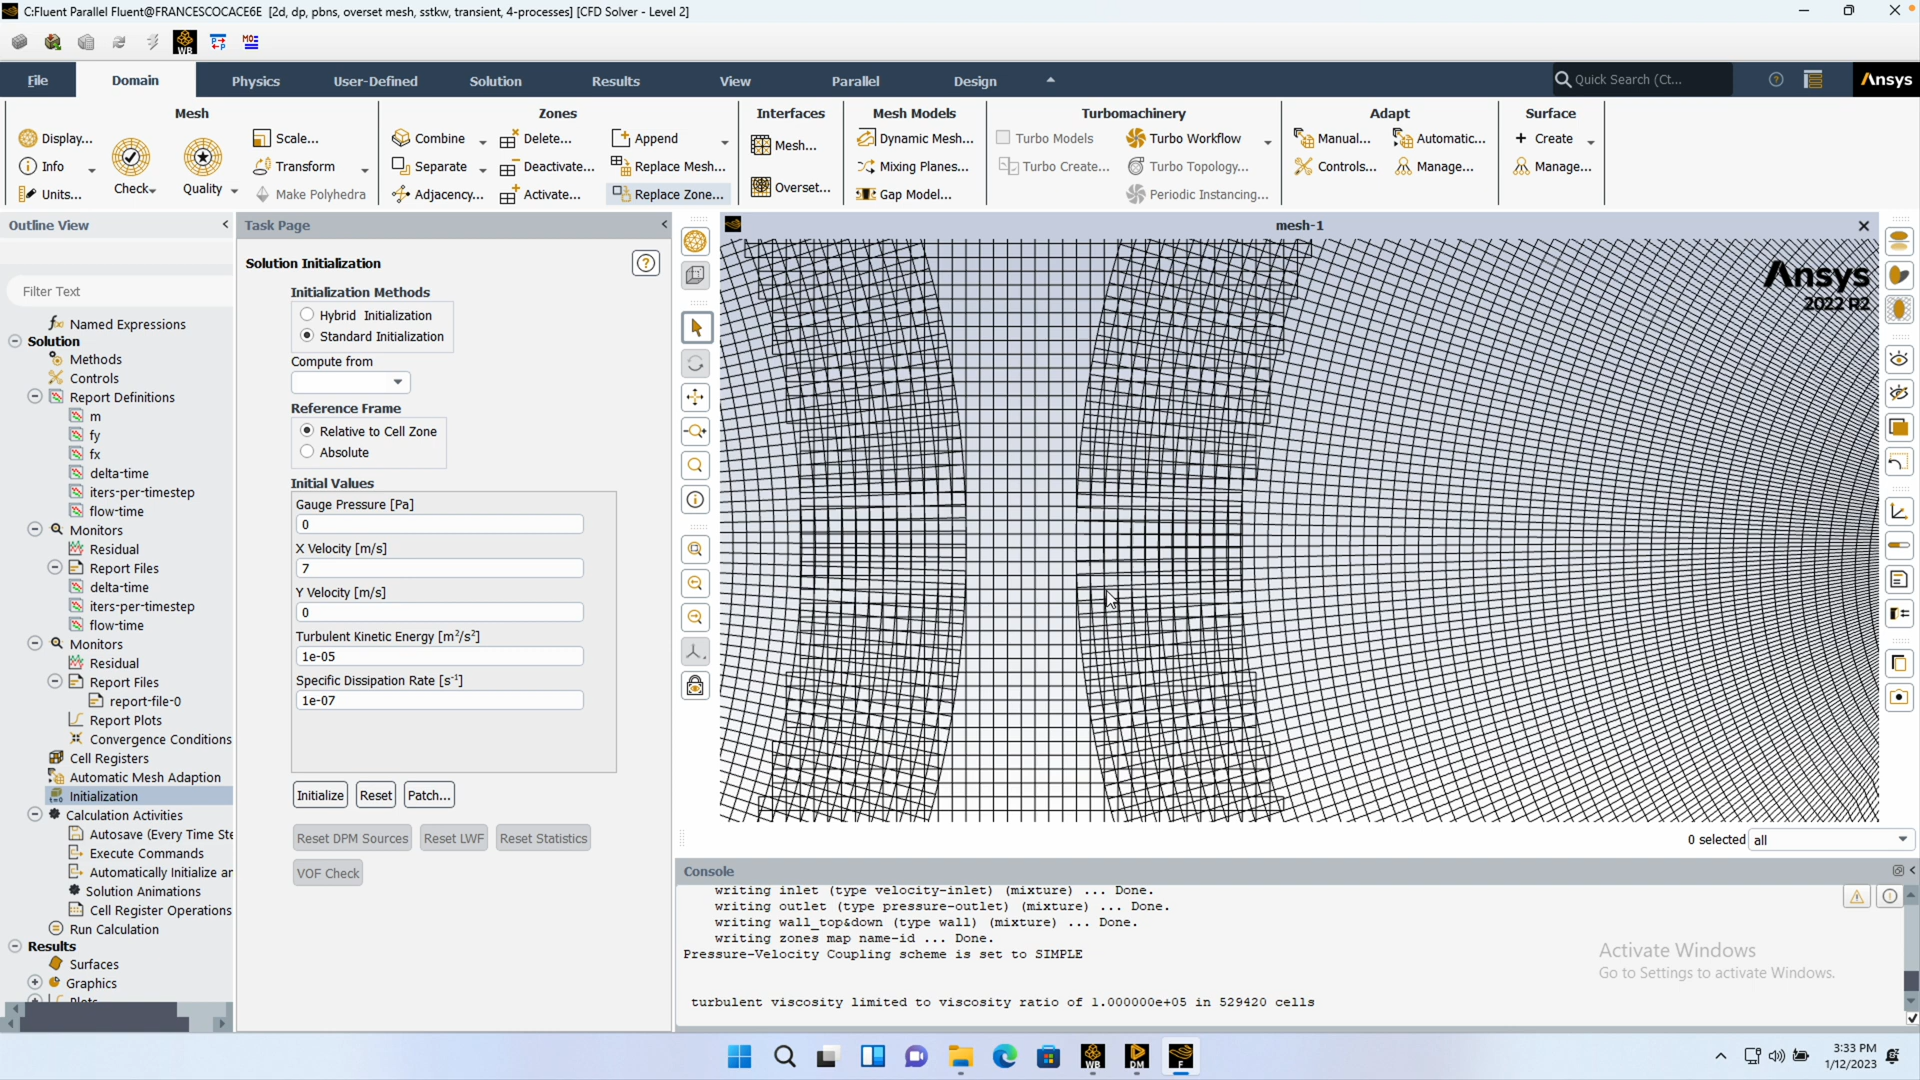 C:Fluent Parallel Fluent@FRANCESCOCACE6E [2d, dp, pbns, overset mesh, sstkw, transient, 4-processes] [CFD Solver - Level 2]
WB
File
Domain
Physics
User-Defined
Solution
Results
View
Parallel
Design
Quick Search (Ct...
Ansys
Mesh
Display...
Info
Units...
Check
Quality
Scale...
Transform
Make Polyhedra
Zones
Combine
Separate
Adjacency...
Delete...
Deactivate...
Activate...
Append
Replace Mesh...
Replace Zone...
Interfaces
Mesh...
Overset...
Mesh Models
Dynamic Mesh...
Mixing Planes...
Gap Model...
Turbomachinery
Turbo Models
Turbo Create...
Turbo Workflow
Turbo Topology...
Periodic Instancing...
Adapt
Manual...
Controls...
Automatic...
Manage...
Surface
Create
Manage...
Outline View
Filter Text
Named Expressions
Solution
Methods
Controls
Report Definitions
m
fy
fx
delta-time
iters-per-timestep
flow-time
Monitors
Residual
Report Files
delta-time
iters-per-timestep
flow-time
Monitors
Residual
Report Files
report-file-0
Report Plots
Convergence Conditions
Cell Registers
Automatic Mesh Adaption
Initialization
Calculation Activities
Autosave (Every Time Ste
Execute Commands
Automatically Initialize ar
Solution Animations
Cell Register Operations
Run Calculation
Results
Surfaces
Graphics
Plots
Task Page
Solution Initialization
Initialization Methods
Hybrid Initialization
Standard Initialization
Compute from
Reference Frame
Relative to Cell Zone
Absolute
Initial Values
Gauge Pressure [Pa]
0
X Velocity [m/s]
7
Y Velocity [m/s]
0
Turbulent Kinetic Energy [m²/s²]
1e-05
Specific Dissipation Rate [s⁻¹]
1e-07
Initialize
Reset
Patch...
Reset DPM Sources
Reset LWF
Reset Statistics
VOF Check
mesh-1
Ansys
2022 R2
0 selected
all
Console
writing inlet (type velocity-inlet) (mixture) ... Done.
writing outlet (type pressure-outlet) (mixture) ... Done.
writing wall_top&down (type wall) (mixture) ... Done.
writing zones map name-id ... Done.
Pressure-Velocity Coupling scheme is set to SIMPLE
turbulent viscosity limited to viscosity ratio of 1.000000e+05 in 529420 cells
Activate Windows
Go to Settings to activate Windows.
WB
DM
F
3:33 PM
1/12/2023